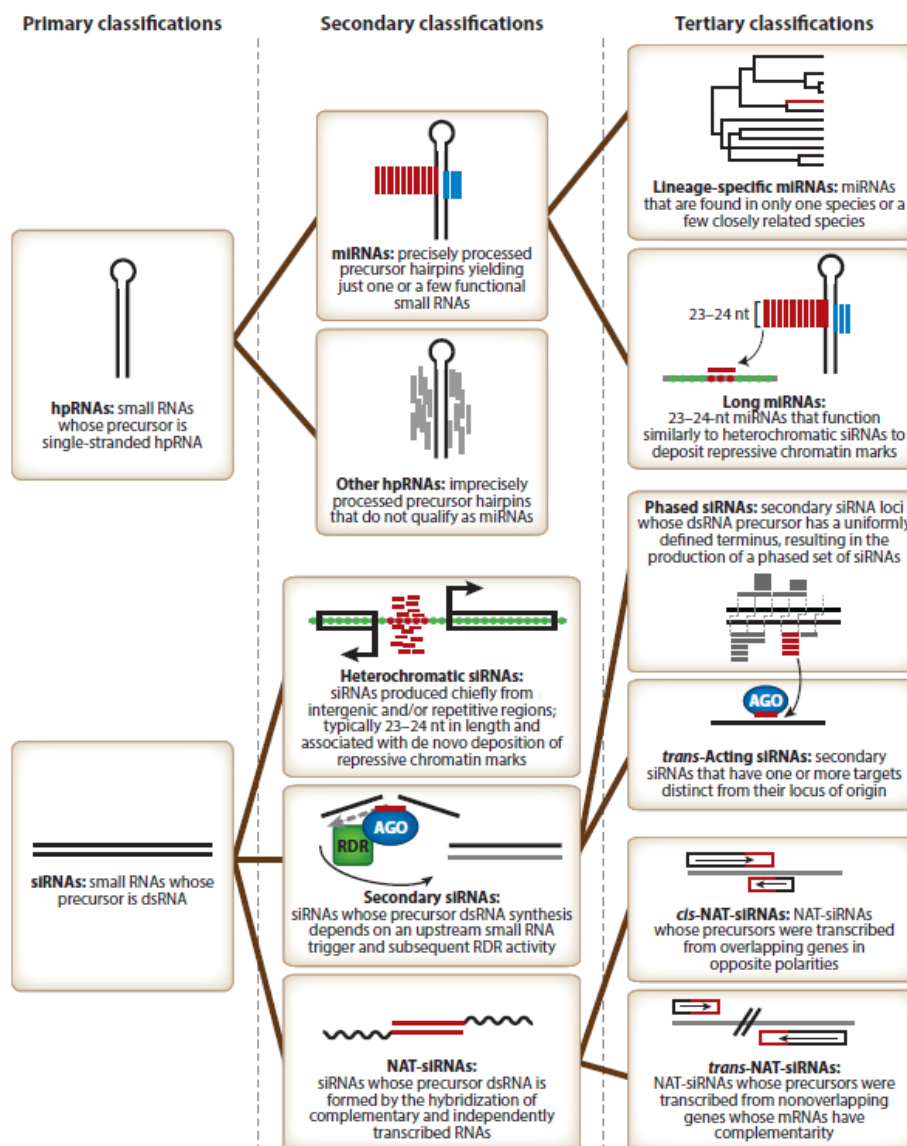 Primary classifications
Secondary classifications
Tertiary classifications
hpRNAs: small RNAs
whose precursor is
single-stranded hpRNA
siRNAs: small RNAs whose
precursor is dsRNA
miRNAs: precisely processed
precursor hairpins yielding
just one or a few functional
small RNAs
Other hpRNAs: imprecisely
processed precursor hairpins
that do not qualify as miRNAs
Heterochromatic siRNAs:
siRNAs produced chiefly from
intergenic and/or repetitive regions;
typically 23–24 nt in length and
associated with de novo deposition of
repressive chromatin marks
AGO
RDR
Secondary siRNAs:
siRNAs whose precursor dsRNA synthesis
depends on an upstream small RNA
trigger and subsequent RDR activity
NAT-siRNAs:
siRNAs whose precursor dsRNA is
formed by the hybridization of
complementary and independently
transcribed RNAs
Lineage-specific miRNAs: miRNAs
that are found in only one species or a
few closely related species
23–24 nt
Long miRNAs:
23–24-nt miRNAs that function
similarly to heterochromatic siRNAs to
deposit repressive chromatin marks
Phased siRNAs: secondary siRNA loci
whose dsRNA precursor has a uniformly
defined terminus, resulting in the
production of a phased set of siRNAs
AGO
trans-Acting siRNAs: secondary
siRNAs that have one or more targets
distinct from their locus of origin
cis-NAT-siRNAs: NAT-siRNAs
whose precursors were transcribed
from overlapping genes in
opposite polarities
trans-NAT-siRNAs:
NAT-siRNAs whose precursors were
transcribed from nonoverlapping
genes whose mRNAs have
complementarity